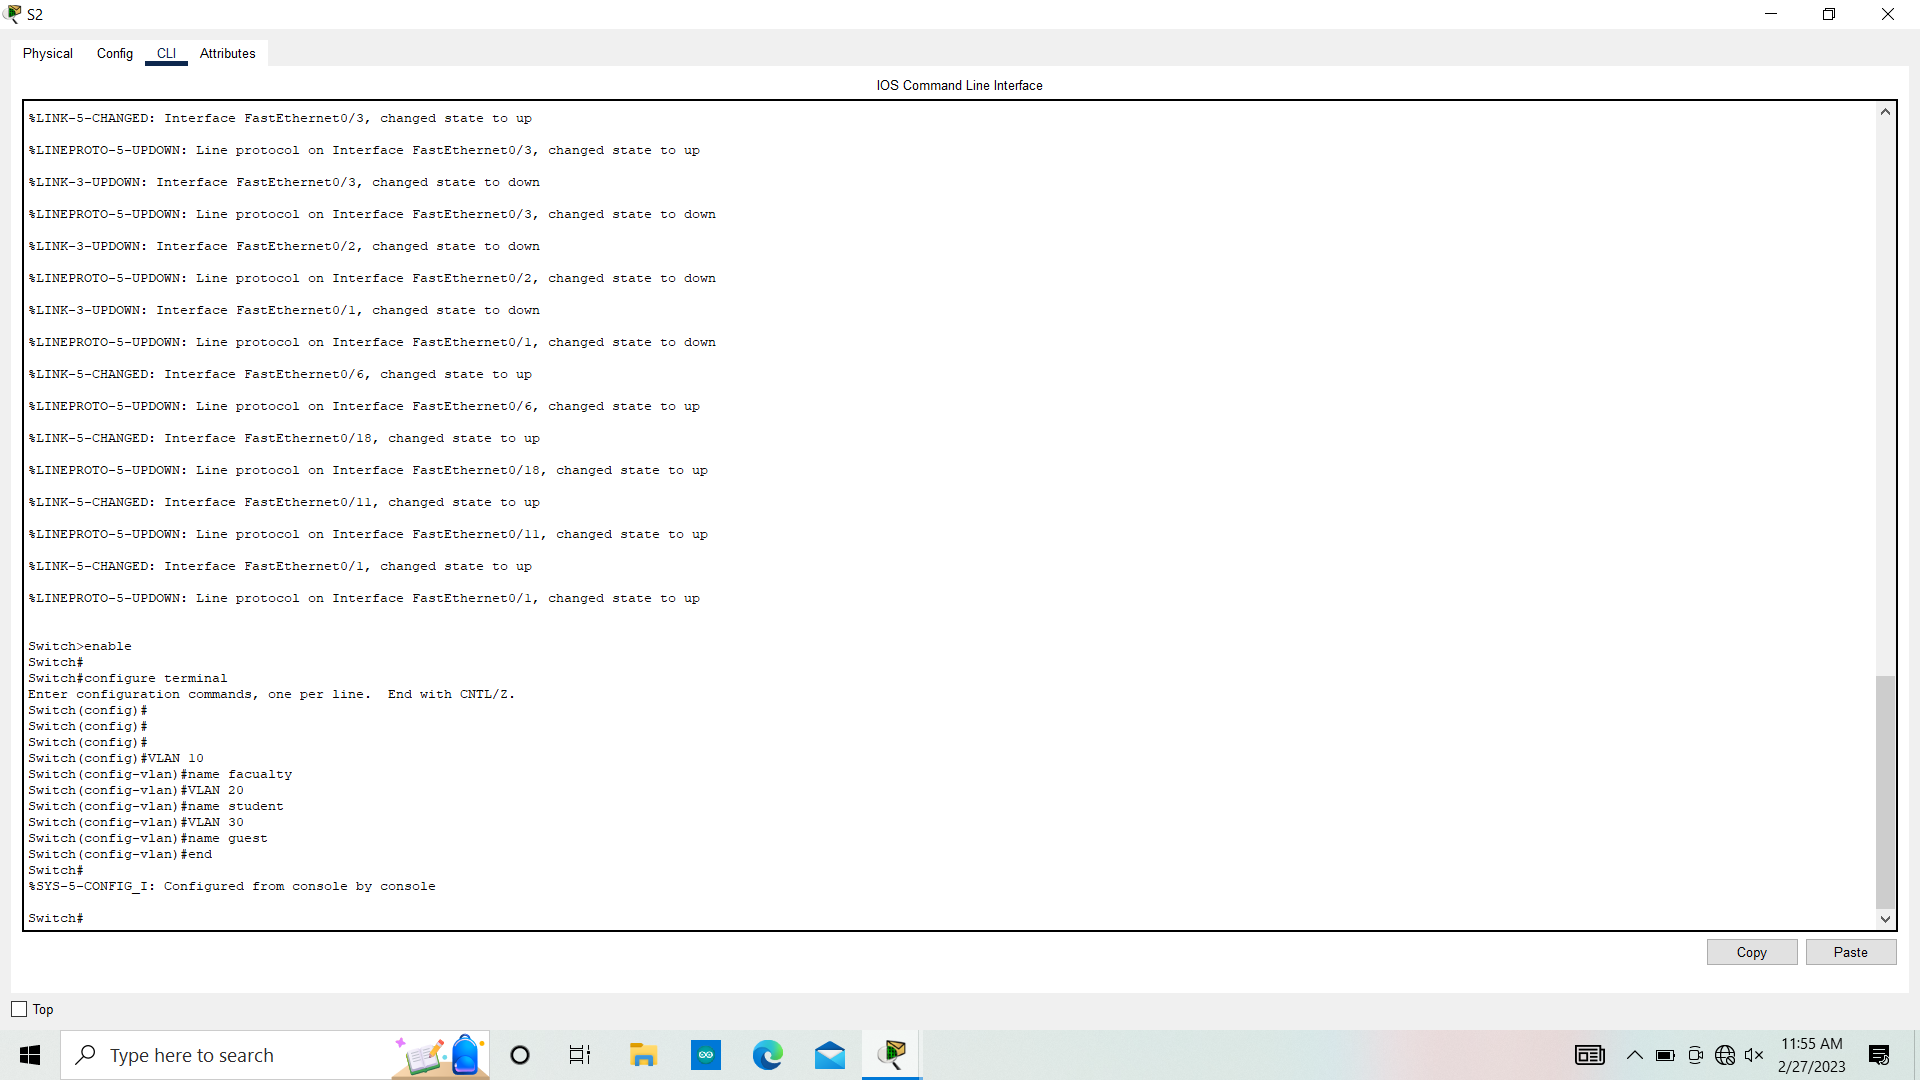 S2
Physical Config CLI Attributes
IOS Command Line Interface
%LINK-5-CHANGED: Interface FastEthernet0/3, changed state to up
%LINEPROTO-5-UPDOWN: Line protocol on Interface FastEthernet0/3, changed state to up
%LINK-3-UPDOWN: Interface FastEthernet0/3, changed state to down
%LINEPROTO-5-UPDOWN: Line protocol on Interface FastEthernet0/3, changed state to down
%LINK-3-UPDOWN: Interface FastEthernet0/2, changed state to down
%LINEPROTO-5-UPDOWN: Line protocol on Interface FastEthernet0/2, changed state to down
%LINK-3-UPDOWN: Interface FastEthernet0/1, changed state to down
%LINEPROTO-5-UPDOWN: Line protocol on Interface FastEthernet0/1, changed state to down
%LINK-5-CHANGED: Interface FastEthernet0/6, changed state to up
%LINEPROTO-5-UPDOWN: Line protocol on Interface FastEthernet0/6, changed state to up
%LINK-5-CHANGED: Interface FastEthernet0/18, changed state to up
%LINEPROTO-5-UPDOWN: Line protocol on Interface FastEthernet0/18, changed state to up
%LINK-5-CHANGED: Interface FastEthernet0/11, changed state to up
%LINEPROTO-5-UPDOWN: Line protocol on Interface FastEthernet0/11, changed state to up
%LINK-5-CHANGED: Interface FastEthernet0/1, changed state to up
%LINEPROTO-5-UPDOWN: Line protocol on Interface FastEthernet0/1, changed state to up
Switch>enable
Switch#
Switch#configure terminal
Enter configuration commands, one per line.  End with CNTL/Z.
Switch(config)#
Switch(config)#
Switch(config)#
Switch(config)#VLAN 10
Switch(config-vlan)#name facualty
Switch(config-vlan)#VLAN 20
Switch(config-vlan)#name student
Switch(config-vlan)#VLAN 30
Switch(config-vlan)#name guest
Switch(config-vlan)#end
Switch#
%SYS-5-CONFIG_I: Configured from console by console
Switch#
Copy Paste
Top
Type here to search
11:55 AM
2/27/2023